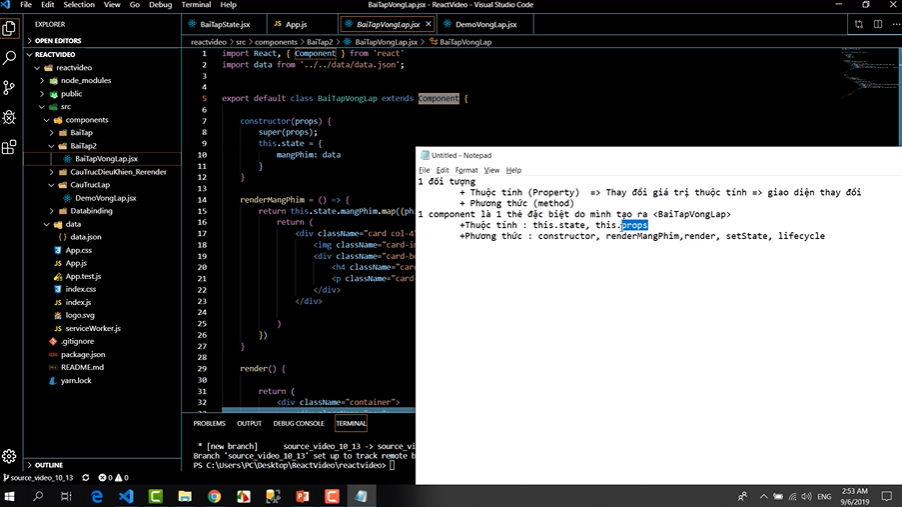 File Edit Selection View Go Debug Terminal Help
BaiTapVongLap.jsx - ReactVideo - Visual Studio Code
EXPLORER
OPEN EDITORS
REACTVIDEO
reactvideo
node_modules
public
src
components
BaiTap
BaiTap2
BaiTapVongLap.jsx
CauTrucDieuKhien_Rerender
CauTrucLap
DemoVongLap.jsx
Databinding
data
data.json
App.css
App.js
App.test.js
index.css
index.js
logo.svg
serviceWorker.js
.gitignore
package.json
README.md
yarn.lock
OUTLINE
BaiTapState.jsx
App.js
BaiTapVongLap.jsx
DemoVongLap.jsx
reactvideo > src > components > BaiTap2 > BaiTapVongLap.jsx > BaiTapVongLap
1 import React, { Component } from 'react'
2 import data from '../../data/data.json';
3
4
5 export default class BaiTapVongLap extends Component {
6
7 constructor(props) {
8 super(props);
9 this.state = {
10 mangPhim: data
11 }
12 }
13
14 renderMangPhim = () => {
15 return this.state.mangPhim.map((ph
16 return (
17 <div className="card col-4
18 <img className="card-in
19 <div className="card-bo
20 <h4 className="card-
21 <p className="card-
22 </div>
23 </div>
24
25 )
26 })
27 }
28
29 render() {
30
31 return (
32 <div className="container">
PROBLEMS OUTPUT DEBUG CONSOLE TERMINAL
* [new branch] source_video_10_13 -> source_vi
Branch 'source_video_10_13' set up to track remote b
PS C:\Users\PC\Desktop\ReactVideo\reactvideo>
Untitled - Notepad
File Edit Format View Help
1 đối tượng
+ Thuộc tính (Property) => Thay đổi giá trị thuộc tính => giao diện thay đổi
+ Phương thức (method)
1 component là 1 thẻ đặc biệt do mình tạo ra <BaiTapVongLap>
+Thuộc tính : this.state, this.props
+Phương thức : constructor, renderMangPhim,render, setState, lifecycle
source_video_10_13 0 0
ENG
2:53 AM
9/6/2019